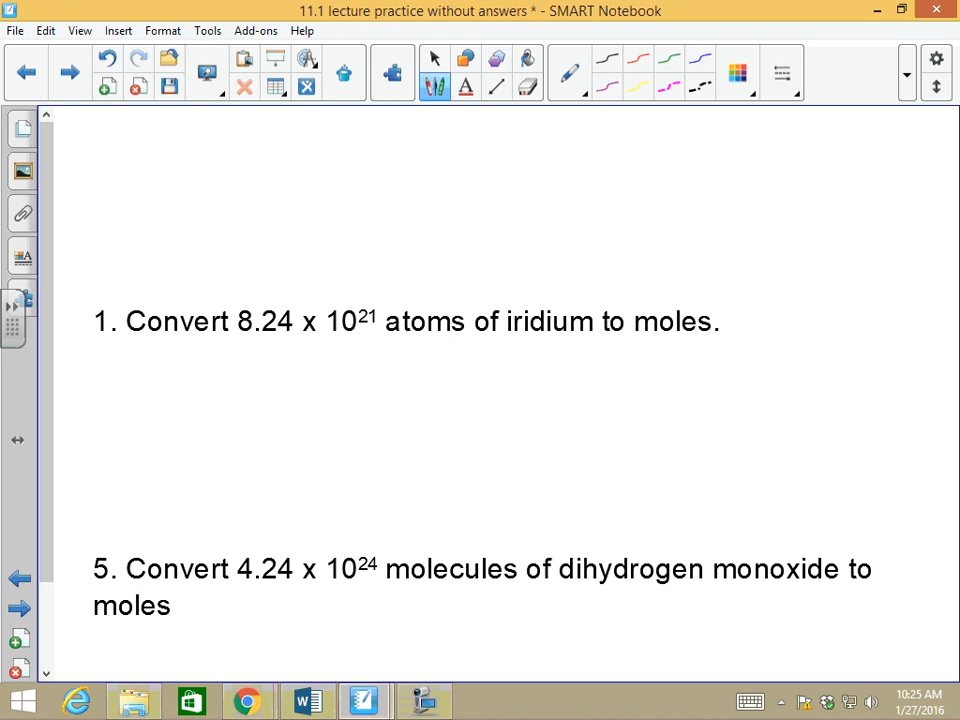 11.1 lecture practice without answers * - SMART Notebook
File Edit View Insert Format Tools Add-ons Help
1. Convert 8.24 x 10²¹ atoms of iridium to moles.
5. Convert 4.24 x 10²⁴ molecules of dihydrogen monoxide to
moles
10:25 AM
1/27/2016